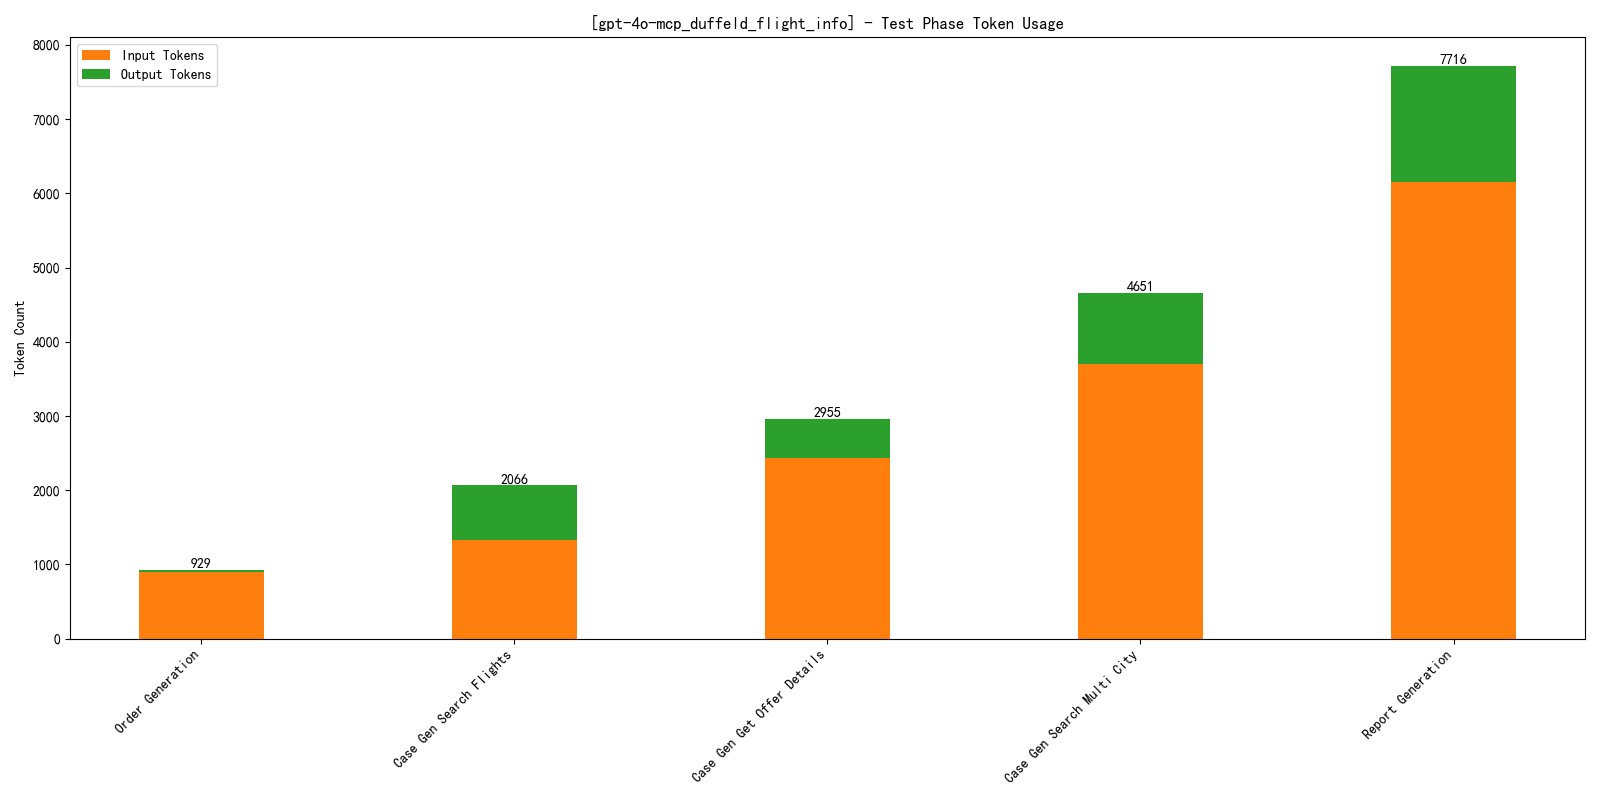 [gpt-4o-mcp_duffeld_flight_info] - Test Phase Token Usage
Input Tokens
Output Tokens
Token Count
8000
7000
6000
5000
4000
3000
2000
1000
0
929
2066
2955
4651
7716
Order Generation
Case Gen Search Flights
Case Gen Get Offer Details
Case Gen Search Multi City
Report Generation